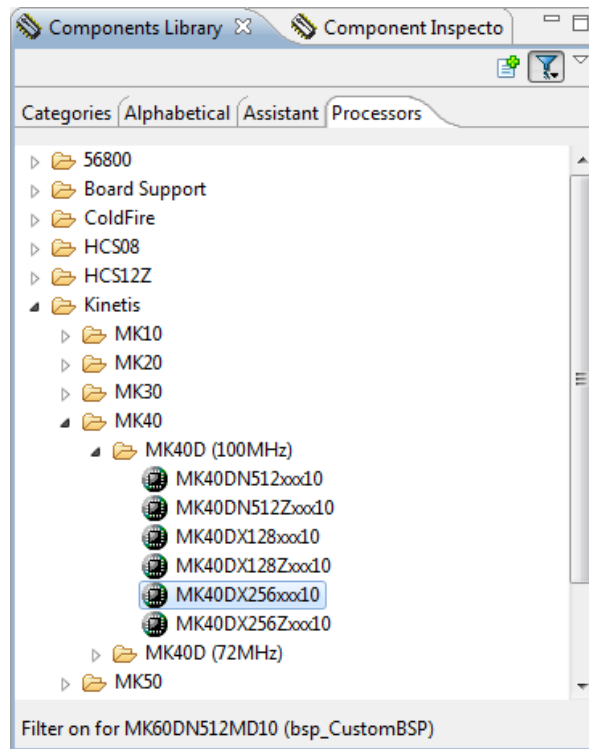 Components Library Component Inspecto
Categories Alphabetical Assistant Processors
56800
Board Support
ColdFire
HCS08
HCS12Z
Kinetis
MK10
MK20
MK30
MK40
MK40D (100MHz)
MK40DN512xxx10
MK40DN512Zxxx10
MK40DX128xxx10
MK40DX128Zxxx10
MK40DX256xxx10
MK40DX256Zxxx10
MK40D (72MHz)
MK50
Filter on for MK60DN512MD10 (bsp_CustomBSP)